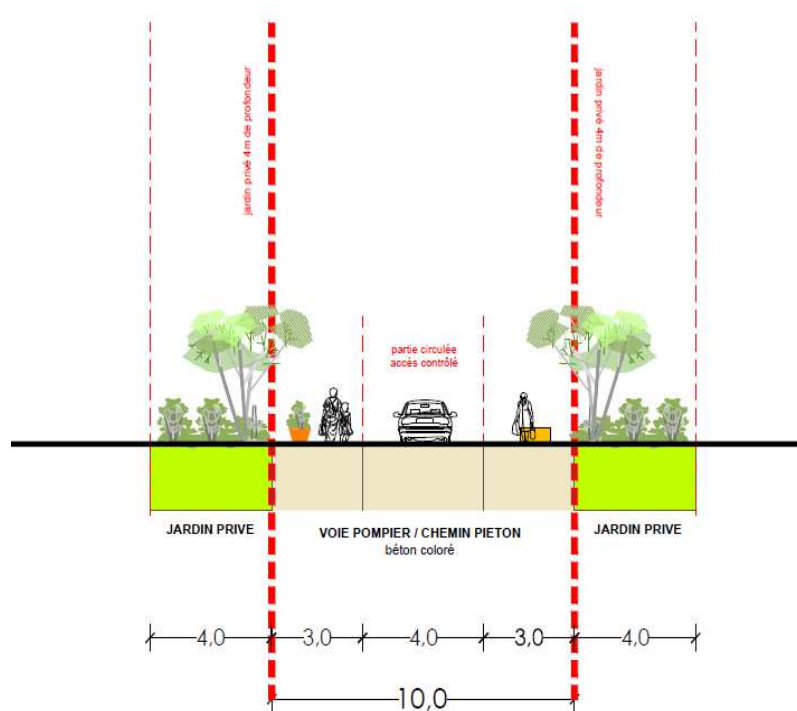 jardin privé 4m de profondeur
jardin privé 4m de profondeur
partie circulée
accès contrôlé
JARDIN PRIVE
VOIE POMPIER / CHEMIN PIETON
béton coloré
JARDIN PRIVE
4,0
3,0
4,0
3,0
4,0
10,0